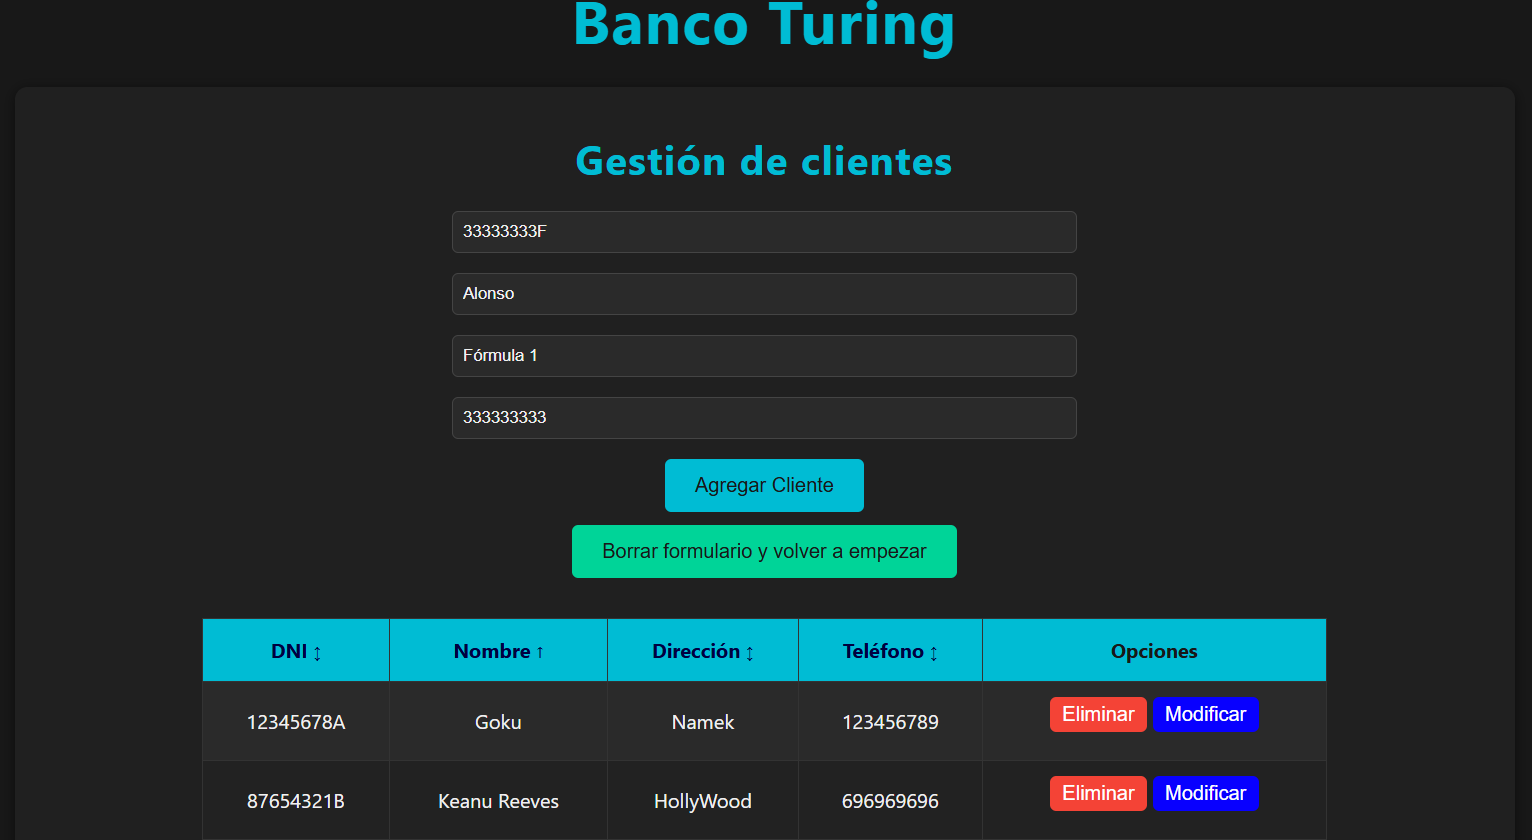 Banco Turing
Gestión de clientes
33333333F
Alonso
Fórmula 1
333333333
Agregar Cliente
Borrar formulario y volver a empezar
DNI ↕ Nombre ↑ Dirección ↕ Teléfono ↕ Opciones
12345678A Goku Namek 123456789 Eliminar Modificar
87654321B Keanu Reeves HollyWood 696969696 Eliminar Modificar